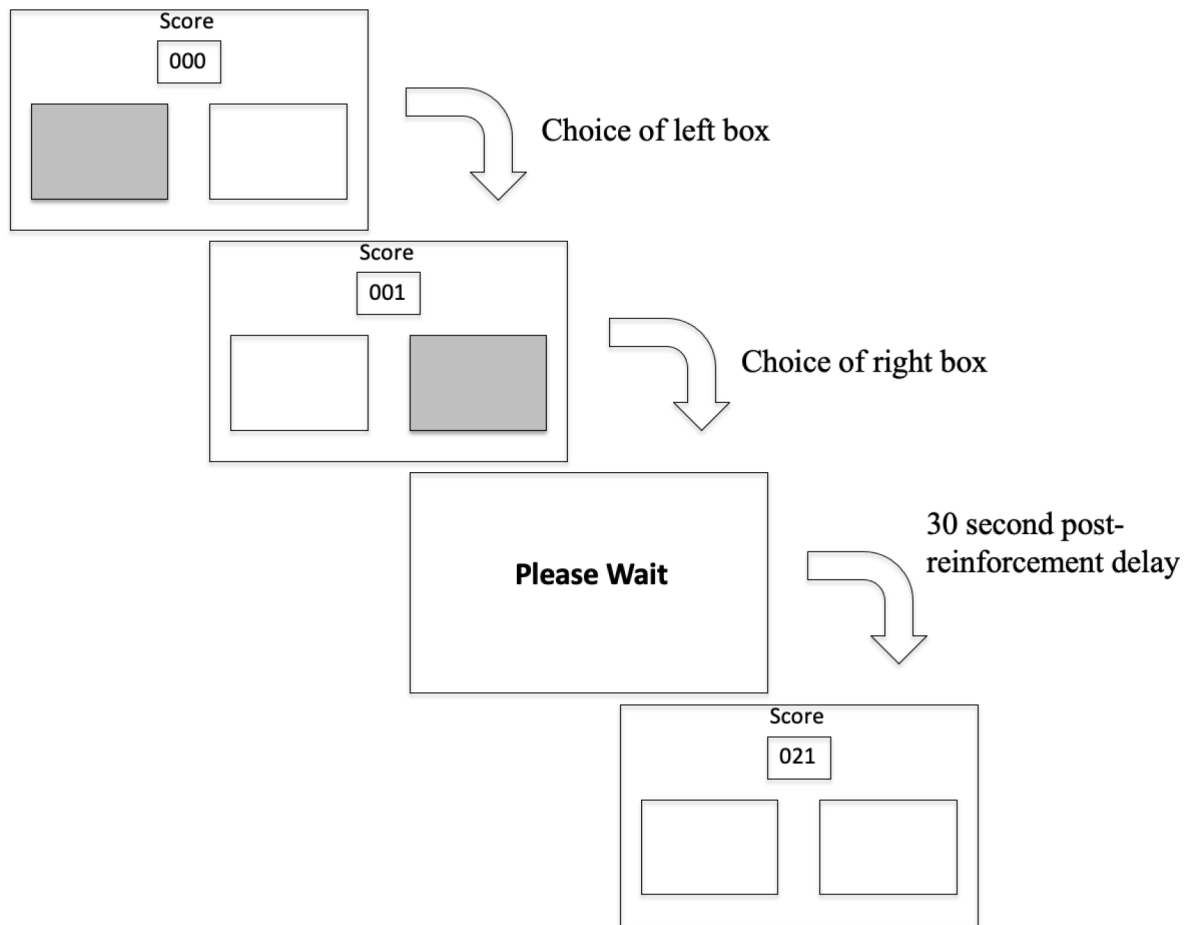 Score
000
Choice of left box
Score
001
Choice of right box
Please Wait
30 second post-
reinforcement delay
Score
021